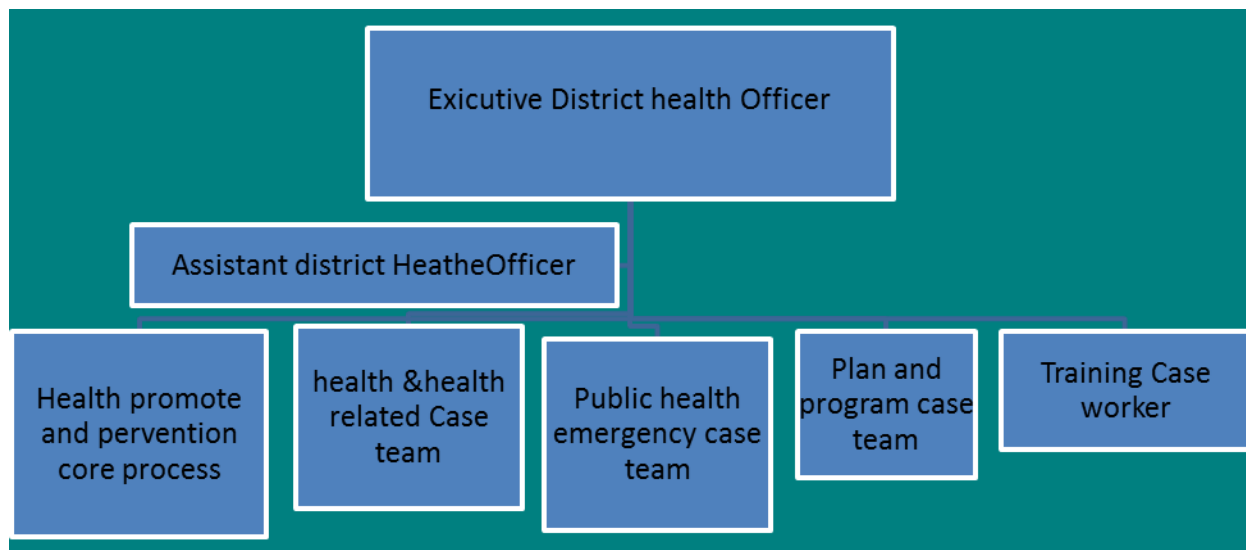 Exicutive District health Officer
Assistant district HeatheOfficer
Health promote
and pervention
core process
health &health
related Case
team
Public health
emergency case
team
Plan and
program case
team
Training Case
worker